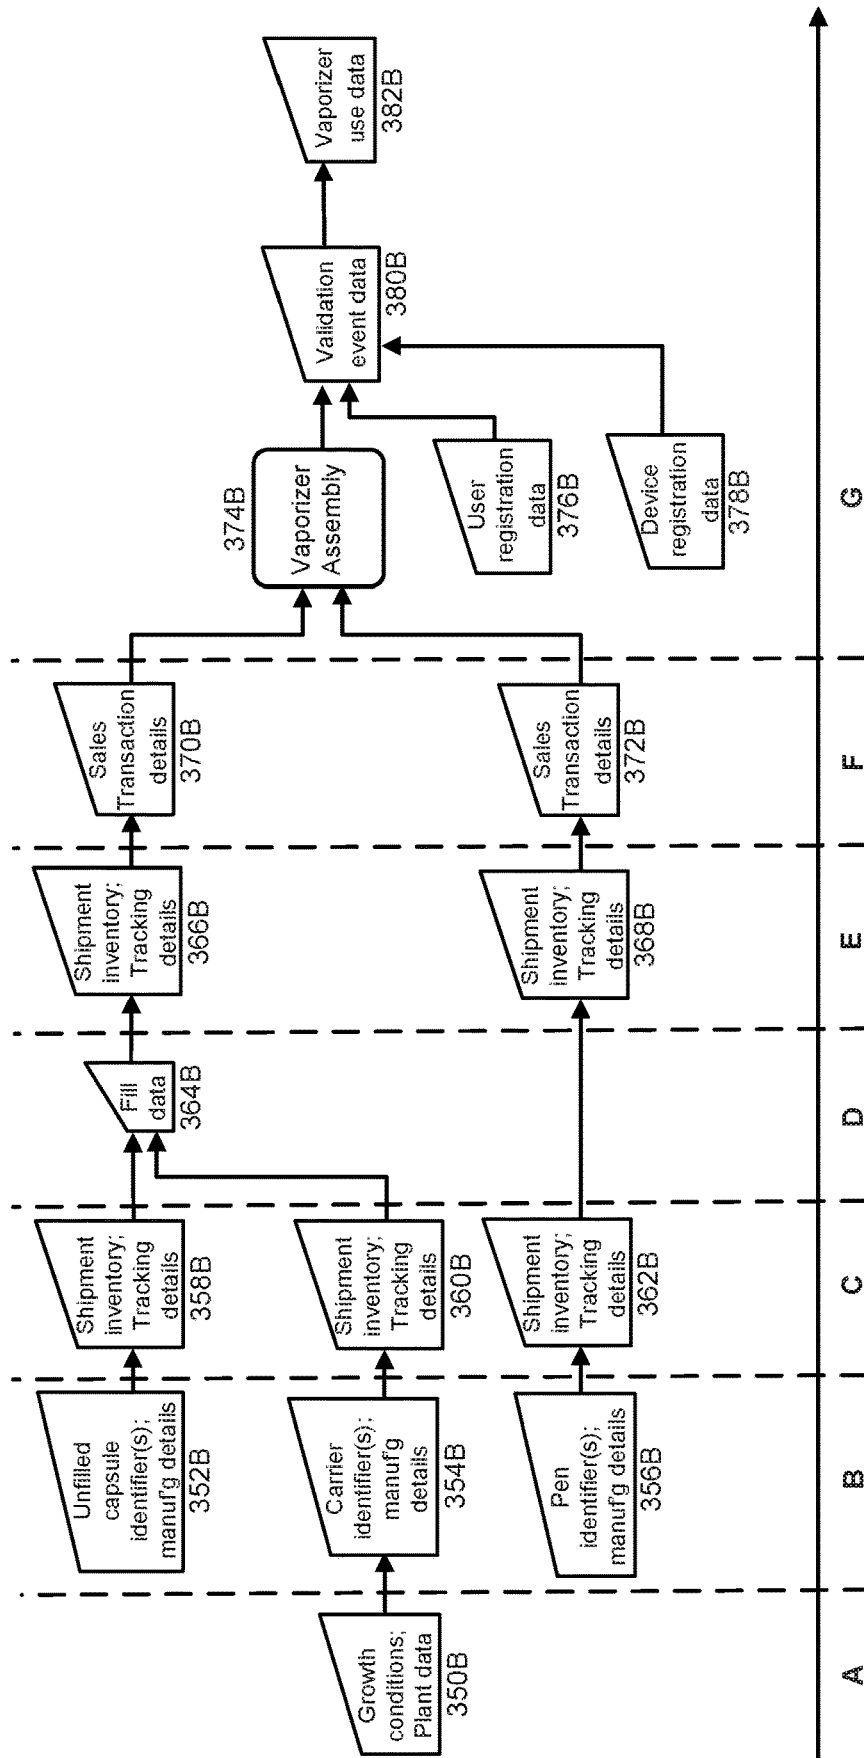 Growth
conditions;
Plant data
350B
Unfilled
capsule
identifier(s);
manuf'g details
352B
Carrier
identifier(s);
manuf'g
details
354B
Pen
identifier(s);
manuf'g details
356B
Shipment
inventory;
Tracking
details
358B
Shipment
inventory;
Tracking
details
360B
Shipment
inventory;
Tracking
details
362B
Fill
data
364B
Shipment
inventory;
Tracking
details
366B
Shipment
inventory;
Tracking
details
368B
Sales
Transaction
details
370B
Sales
Transaction
details
372B
374B
Vaporizer
Assembly
User
registration
data
376B
Device
registration
data
378B
Validation
event data
380B
Vaporizer
use data
382B
A
B
C
D
E
F
G